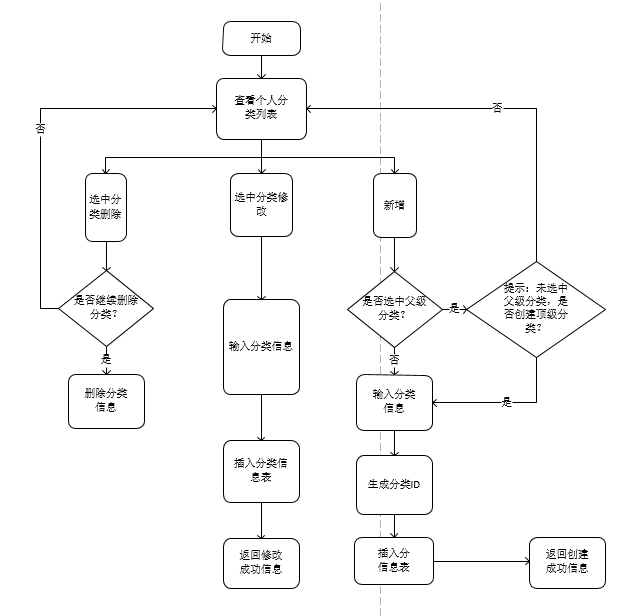 开始
查看个人分
类列表
否
否
选中分
类删除
选中分类修
改
新增
是否继续删除
分类？
是否选中父级
分类？
是
提示：未选中
父级分类，是
否创建顶级分
类？
是
否
输入分类信息
删除分类
信息
输入分类
信息
是
插入分类信
息表
生成分类ID
返回修改
成功信息
插入分
信息表
返回创建
成功信息